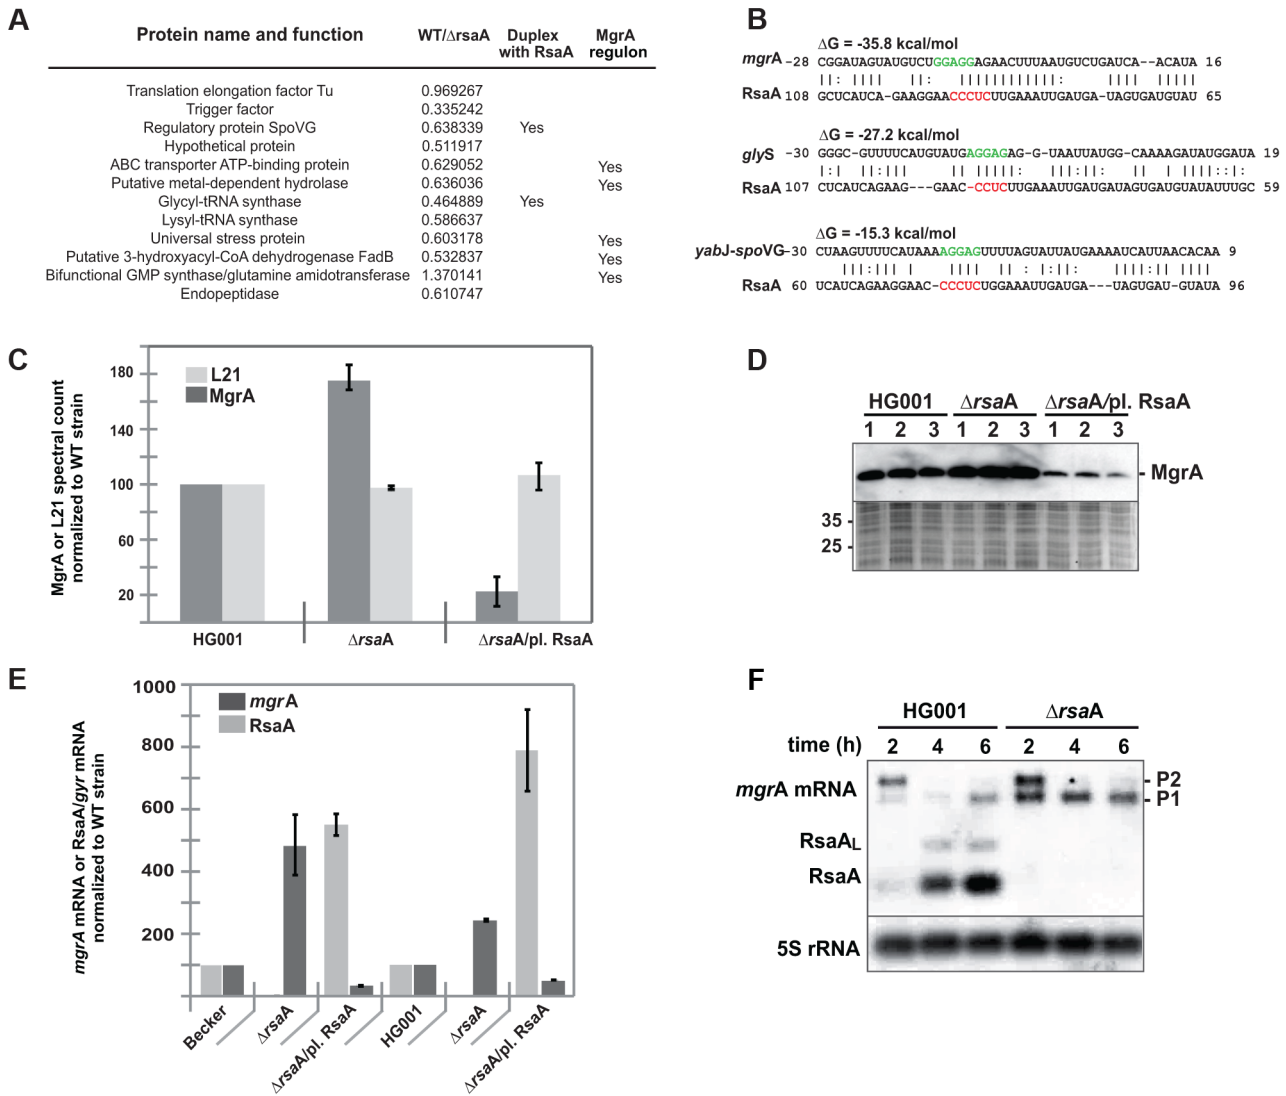 A
Protein name and function WT/ΔrsaA Duplex with RsaA MgrA regulon
Translation elongation factor Tu 0.969267
Trigger factor 0.335242
Regulatory protein SpoVG 0.638339 Yes
Hypothetical protein 0.511917
ABC transporter ATP-binding protein 0.629052 Yes
Putative metal-dependent hydrolase 0.636036 Yes
Glycyl-tRNA synthase 0.464889 Yes
Lysyl-tRNA synthase 0.586637
Universal stress protein 0.603178 Yes
Putative 3-hydroxyacyl-CoA dehydrogenase FadB 0.532837 Yes
Bifunctional GMP synthase/glutamine amidotransferase 1.370141 Yes
Endopeptidase 0.610747
B
ΔG = -35.8 kcal/mol
mgrA -28 CGGAUAGUAUGUCUGGAGGAGAACUUUAAUGUCUGAUCA--ACAUA 16
RsaA 108 GCUCAUCA-GAAGGAACCCUCUUGAAAUUGAUGA-UAGUGAUGUAU 65
ΔG = -27.2 kcal/mol
glyS -30 GGGC-GUUUUCAUGUAUGAGGAGAG-G-UAAUUAUGG-CAAAAGAUAUGGAUA 19
RsaA 107 CUCAUCAGAAG---GAAC-CCUCUUGAAAUUGAUGAUAGUGAUGUAUAUUUGC 59
ΔG = -15.3 kcal/mol
yabJ-spoVG-30 CUAAGUUUUCAUAAAAGGAGUUUUAGUAUUAUGAAAAUCAUUAACACAA 9
RsaA 60 UCAUCAGAAGGAAC-CCCUCUGGAAAUUGAUGA---UAGUGAU-GUAUA 96
C
MgrA or L21 spectral count
normalized to WT strain
180
140
100
60
20
L21
MgrA
HG001 ΔrsaA ΔrsaA/pl. RsaA
D
HG001 ΔrsaA ΔrsaA/pl. RsaA
1 2 3 1 2 3 1 2 3
- MgrA
35 -
25 -
E
mgrA mRNA or RsaA/gyr mRNA
normalized to WT strain
1000
800
600
400
200
mgrA
RsaA
Becker ΔrsaA ΔrsaA/pl. RsaA HG001 ΔrsaA ΔrsaA/pl. RsaA
F
HG001 ΔrsaA
time (h) 2 4 6 2 4 6
mgrA mRNA
- P2
- P1
RsaAL
RsaA
5S rRNA